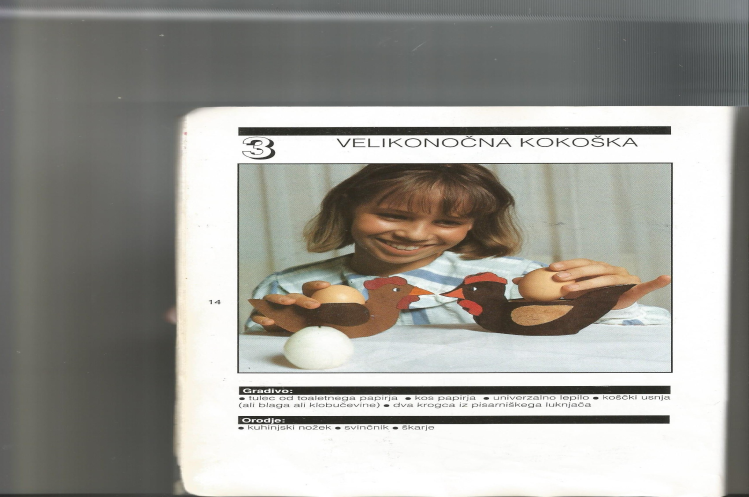 3 VELIKONOČNA KOKOŠKA
14
Gradivo:
• tulec od toaletnega papirja • kos papirja • univerzalno lepilo • koščki usnja
(ali blaga ali klobučevine) • dva krogca iz pisarniškega luknjača
Orodje:
• kuhinjski nožek • svinčnik • škarje